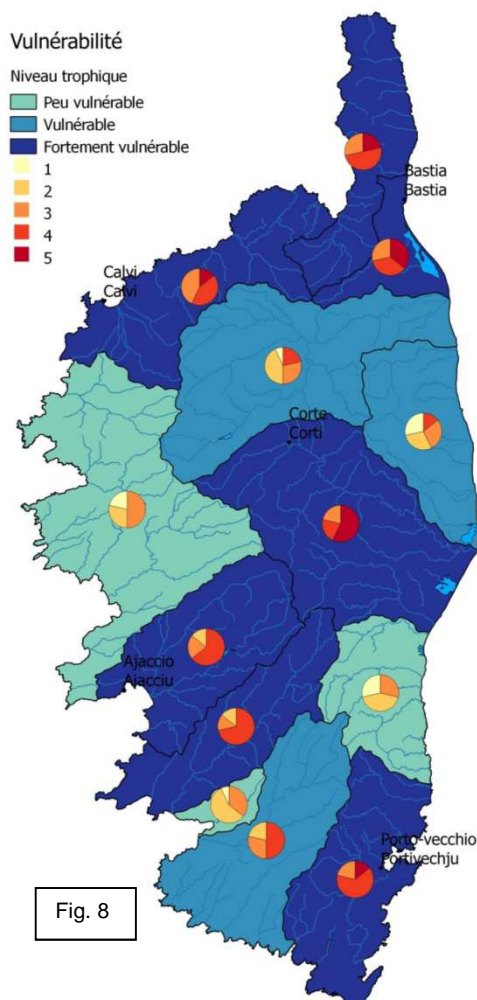 Vulnérabilité
Niveau trophique
Peu vulnérable
Vulnérable
Fortement vulnérable
1
2
3
4
5
Bastia
Bastia
Calvi
Calvi
Corte
Corti
Ajaccio
Ajacciu
Porto-vecchio
Portivechju
Fig. 8